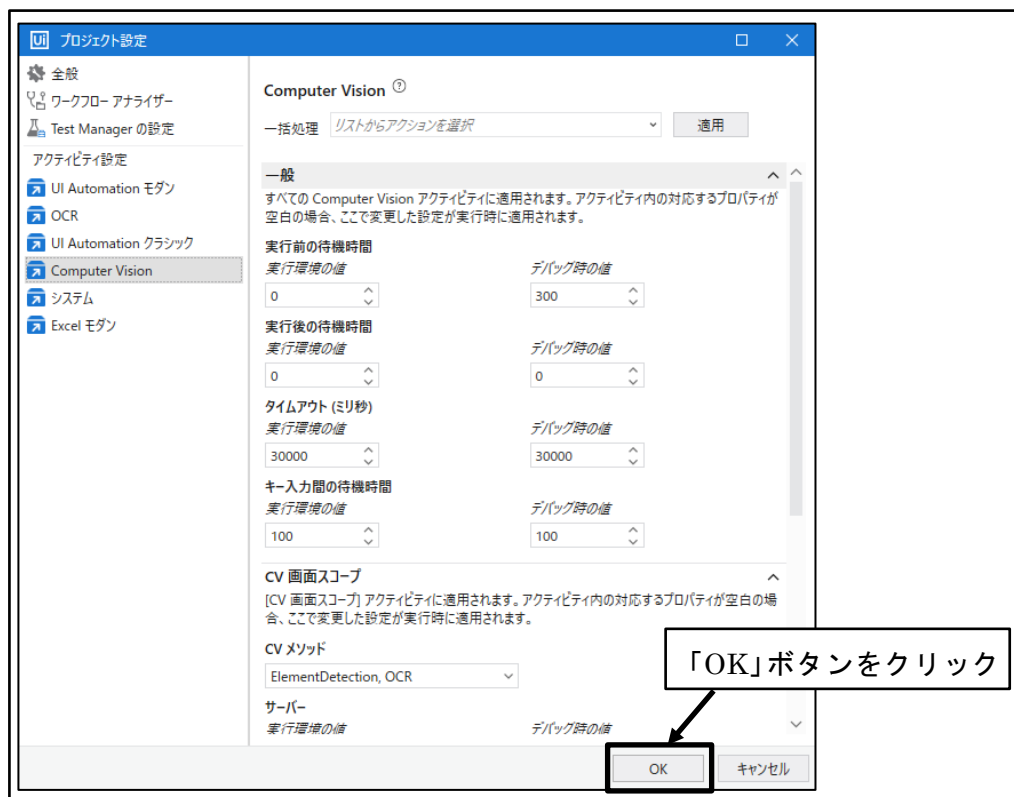 Ui プロジェクト設定
全般
ワークフロー アナライザー
Test Manager の設定
アクティビティ設定
UI Automation モダン
OCR
UI Automation クラシック
Computer Vision
システム
Excel モダン
Computer Vision ?
一括処理 リストからアクションを選択 適用
一般
すべての Computer Vision アクティビティに適用されます。アクティビティ内の対応するプロパティが
空白の場合、ここで変更した設定が実行時に適用されます。
実行前の待機時間
実行環境の値 デバッグ時の値
0 300
実行後の待機時間
実行環境の値 デバッグ時の値
0 0
タイムアウト (ミリ秒)
実行環境の値 デバッグ時の値
30000 30000
キー入力間の待機時間
実行環境の値 デバッグ時の値
100 100
CV 画面スコープ
[CV 画面スコープ] アクティビティに適用されます。アクティビティ内の対応するプロパティが空白の場
合、ここで変更した設定が実行時に適用されます。
CV メソッド
ElementDetection, OCR
サーバー
実行環境の値 デバッグ時の値
「OK」ボタンをクリック
OK キャンセル